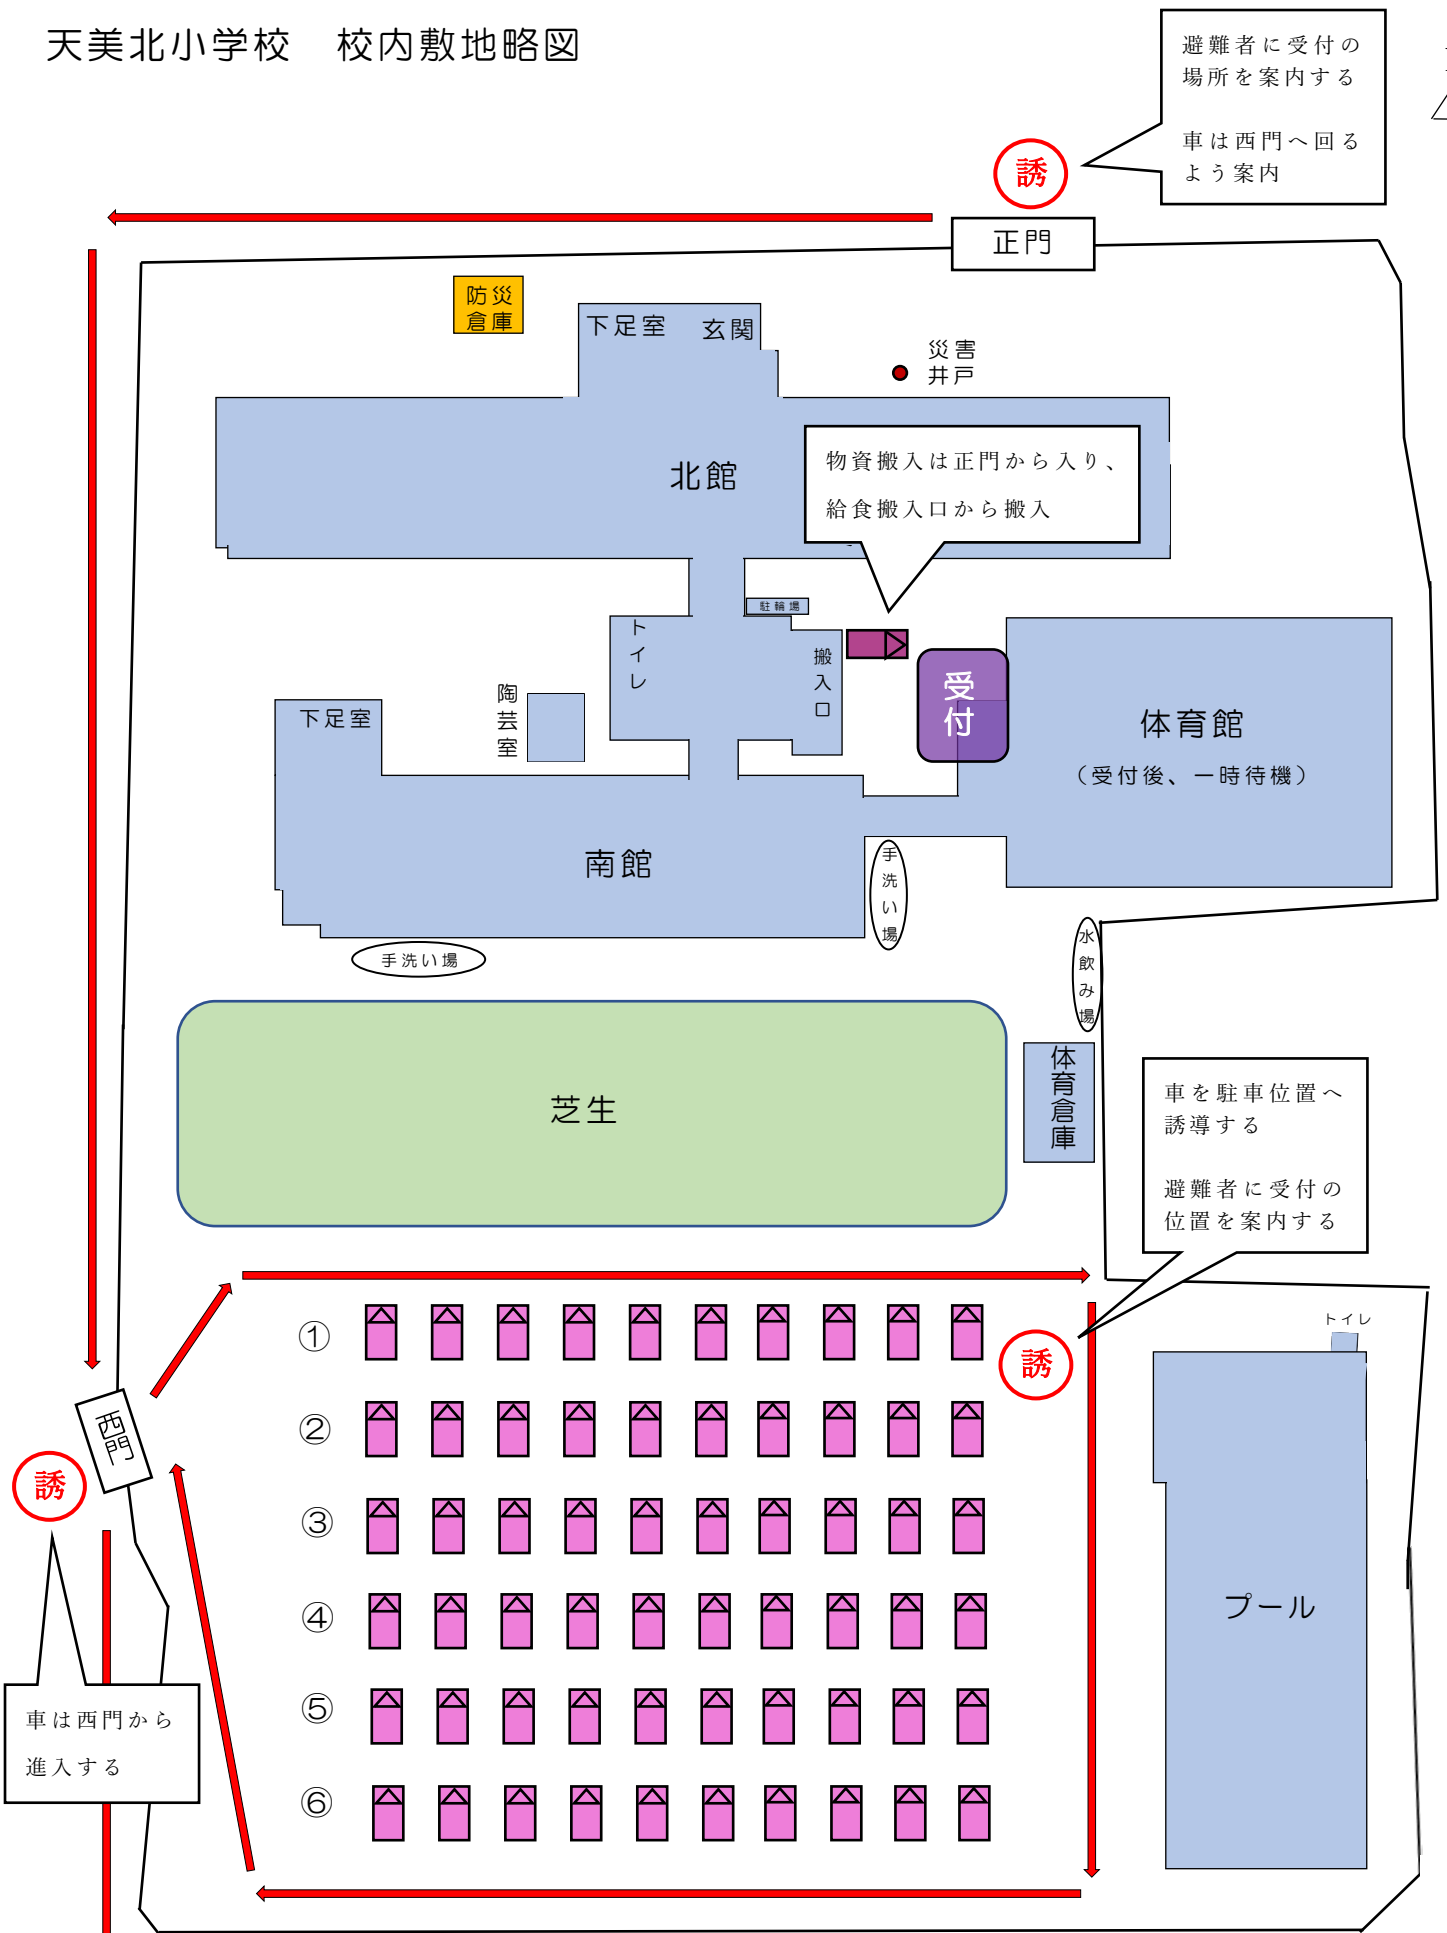 天美北小学校　校内敷地略図
避難者に受付の
場所を案内する
車は西門へ回る
よう案内
誘
正門
防災
倉庫
下足室　玄関
災害
井戸
北館
物資搬入は正門から入り、
給食搬入口から搬入
駐輪場
トイレ
搬入口
受付
陶芸室
下足室
体育館
（受付後、一時待機）
南館
手洗い場
手洗い場
水飲み場
芝生
体育倉庫
車を駐車位置へ
誘導する
避難者に受付の
位置を案内する
①
誘
トイレ
②
西門
誘
③
④
プール
⑤
車は西門から
進入する
⑥